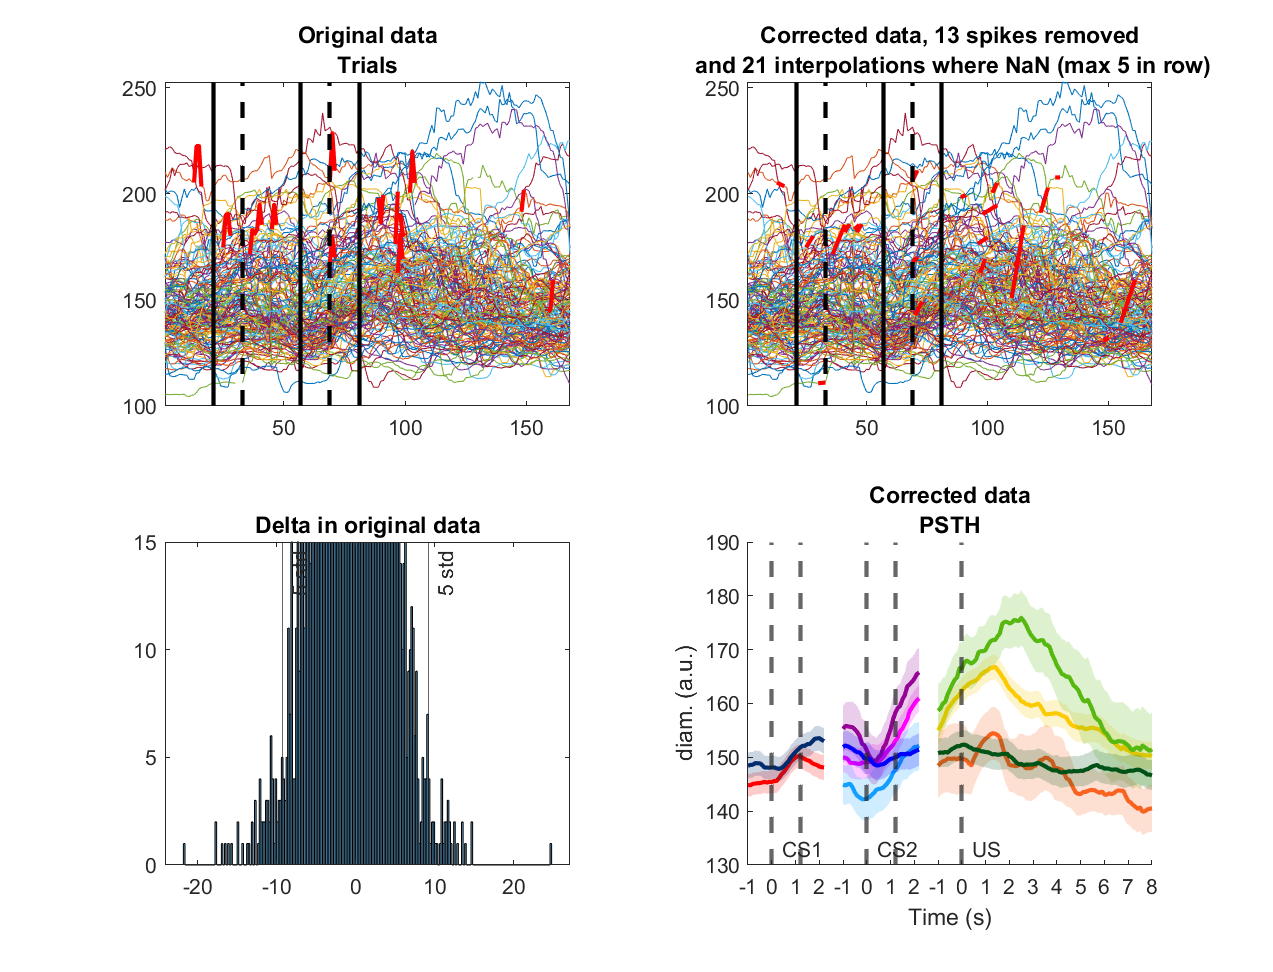 Original data
Trials
250
200
150
100
50
100
150
Corrected data, 13 spikes removed
and 21 interpolations where NaN (max 5 in row)
250
200
150
100
50
100
150
Delta in original data
15
10
5
0
-20
-10
0
10
20
5 std
5 std
Corrected data
PSTH
190
180
170
160
150
140
130
diam. (a.u.)
CS1
CS2
US
-1 0 1 2 -1 0 1 2 -1 0 1 2 3 4 5 6 7 8
Time (s)